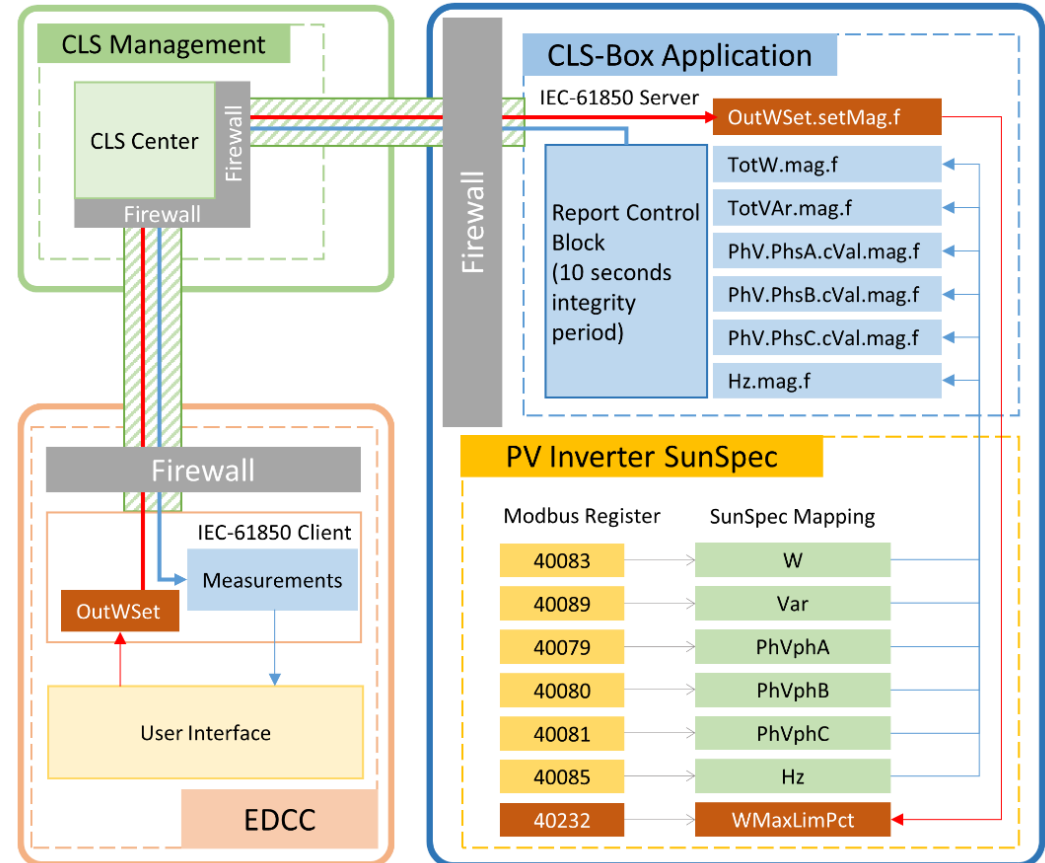 CLS Management
CLS Center
Firewall
Firewall
Firewall
CLS-Box Application
IEC-61850 Server
OutWSet.setMag.f
Report Control
Block
(10 seconds
integrity
period)
TotW.mag.f
TotVAr.mag.f
PhV.PhsA.cVal.mag.f
PhV.PhsB.cVal.mag.f
PhV.PhsC.cVal.mag.f
Hz.mag.f
Firewall
IEC-61850 Client
Measurements
OutWSet
User Interface
EDCC
PV Inverter SunSpec
Modbus Register SunSpec Mapping
40083 W
40089 Var
40079 PhVphA
40080 PhVphB
40081 PhVphC
40085 Hz
40232 WMaxLimPct